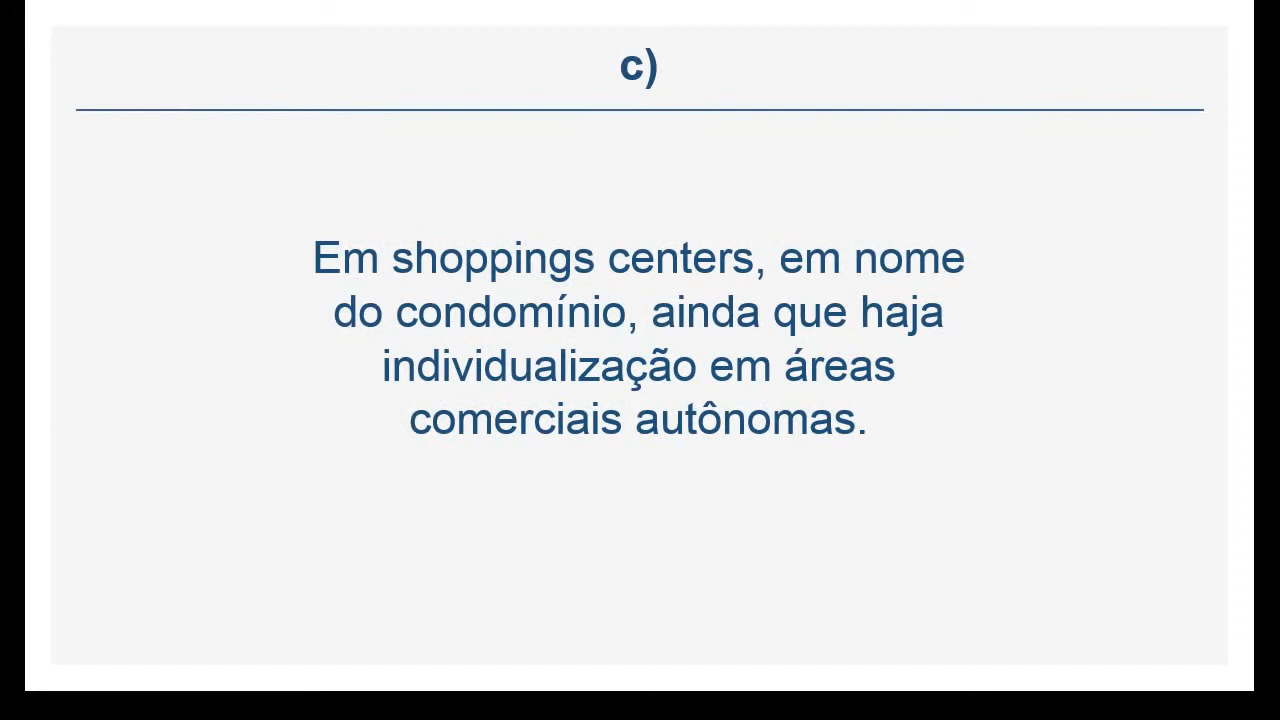 c)
Em shoppings centers, em nome
do condomínio, ainda que haja
individualização em áreas
comerciais autônomas.